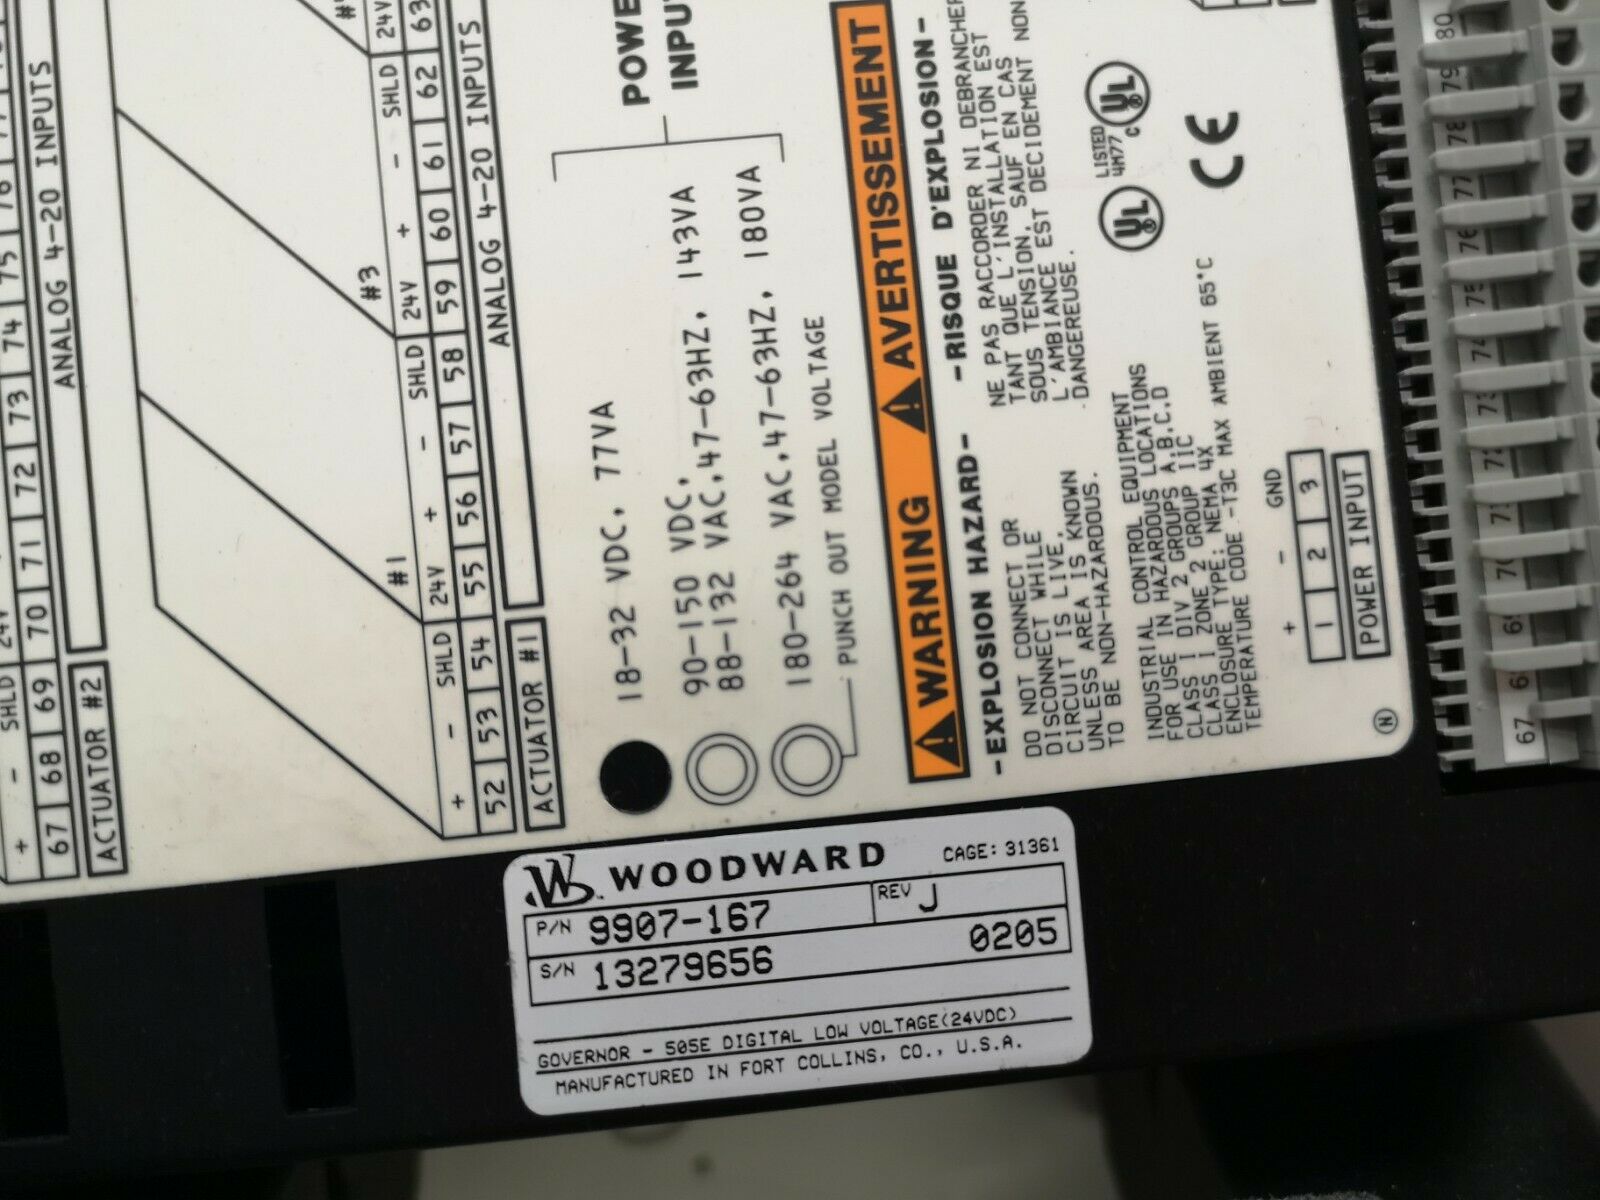 24V
SHLD
-
+
#3
24V
SHLD
-
+
#1
24V
SHLD
-
+
63
62
61
60
59
58
57
56
55
54
53
52
ANALOG 4-20 INPUTS
ACTUATOR #1
SHLD
-
+
76
75
74
73
72
71
70
69
68
67
ANALOG 4-20 INPUTS
ACTUATOR #2
18-32 VDC, 77VA
90-150 VDC,
88-132 VAC,47-63HZ, 143VA
180-264 VAC,47-63HZ, 180VA
PUNCH OUT MODEL VOLTAGE
WARNING AVERTISSEMENT
-EXPLOSION HAZARD-
DO NOT CONNECT OR
DISCONNECT WHILE
CIRCUIT IS LIVE,
UNLESS AREA IS KNOWN
TO BE NON-HAZARDOUS.
-RISQUE D'EXPLOSION-
NE PAS RACCORDER NI DEBRANCHER
TANT QUE L'INSTALLATION EST
SOUS TENSION, SAUF EN CAS
L'AMBIANCE EST DECIDEMENT NON
DANGEREUSE.
INDUSTRIAL CONTROL EQUIPMENT
FOR USE IN HAZARDOUS LOCATIONS
CLASS I DIV 2 GROUPS A,B,C,D
CLASS I ZONE 2 GROUP IIC
ENCLOSURE TYPE: NEMA 4X
TEMPERATURE CODE -T3C MAX AMBIENT 65°C
UL
LISTED
4M77
C UL
CE
+ - GND
1 2 3
POWER INPUT
N
80
79
78
77
76
75
74
73
72
70
67
WOODWARD
CAGE: 31361
P/N 9907-167
REV J
S/N 13279656 0205
GOVERNOR - 505E DIGITAL LOW VOLTAGE(24VDC)
MANUFACTURED IN FORT COLLINS, CO., U.S.A.